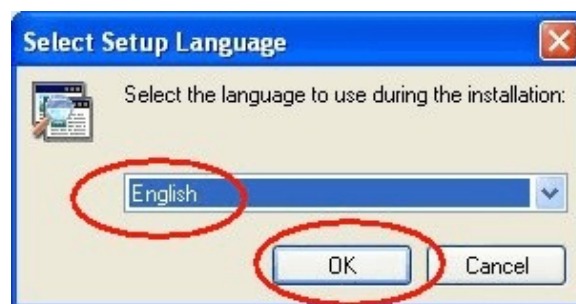 Select Setup Language
Select the language to use during the installation:
English
OK Cancel